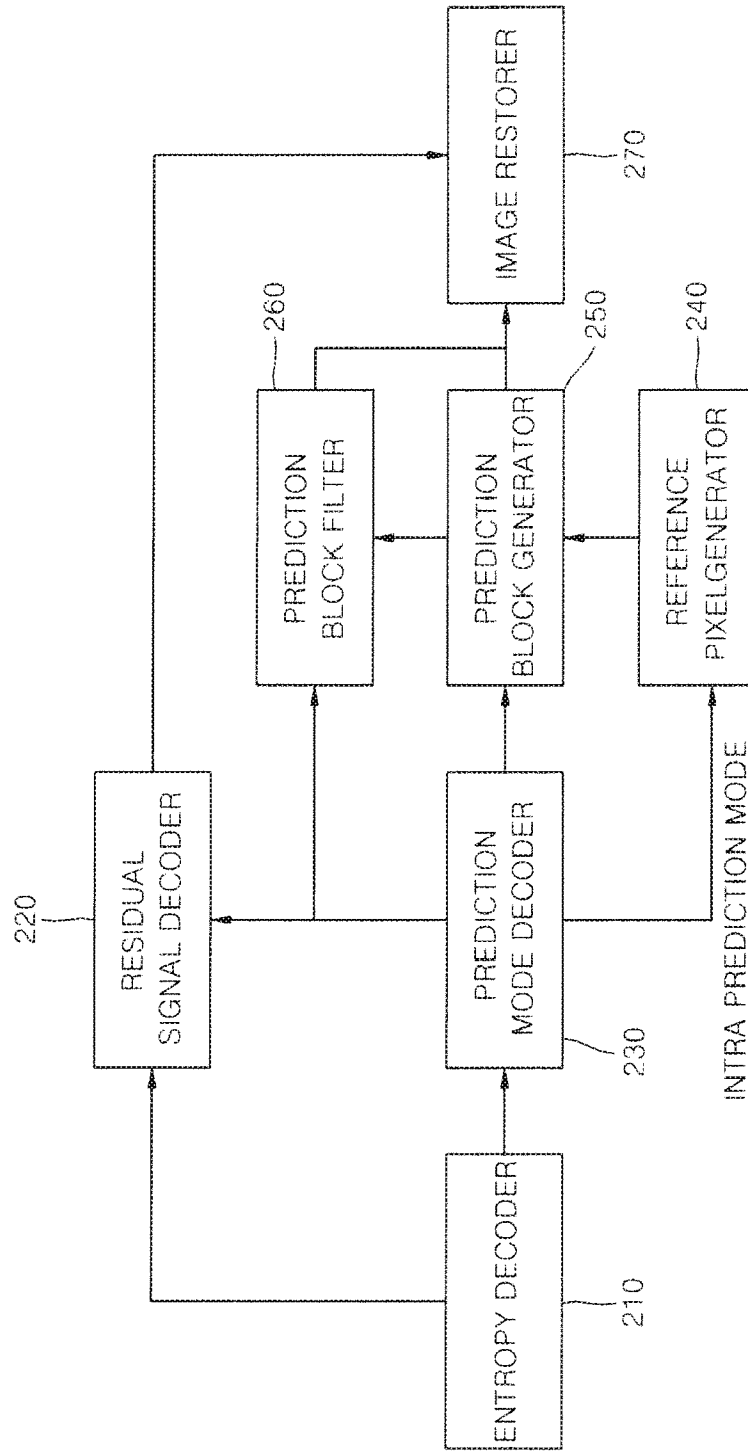 220
RESIDUAL
SIGNAL DECODER
260
PREDICTION
BLOCK FILTER
IMAGE RESTORER
270
ENTROPY DECODER
210
PREDICTION
MODE DECODER
230
PREDICTION
BLOCK GENERATOR
250
INTRA PREDICTION MODE
REFERENCE
PIXELGENERATOR
240